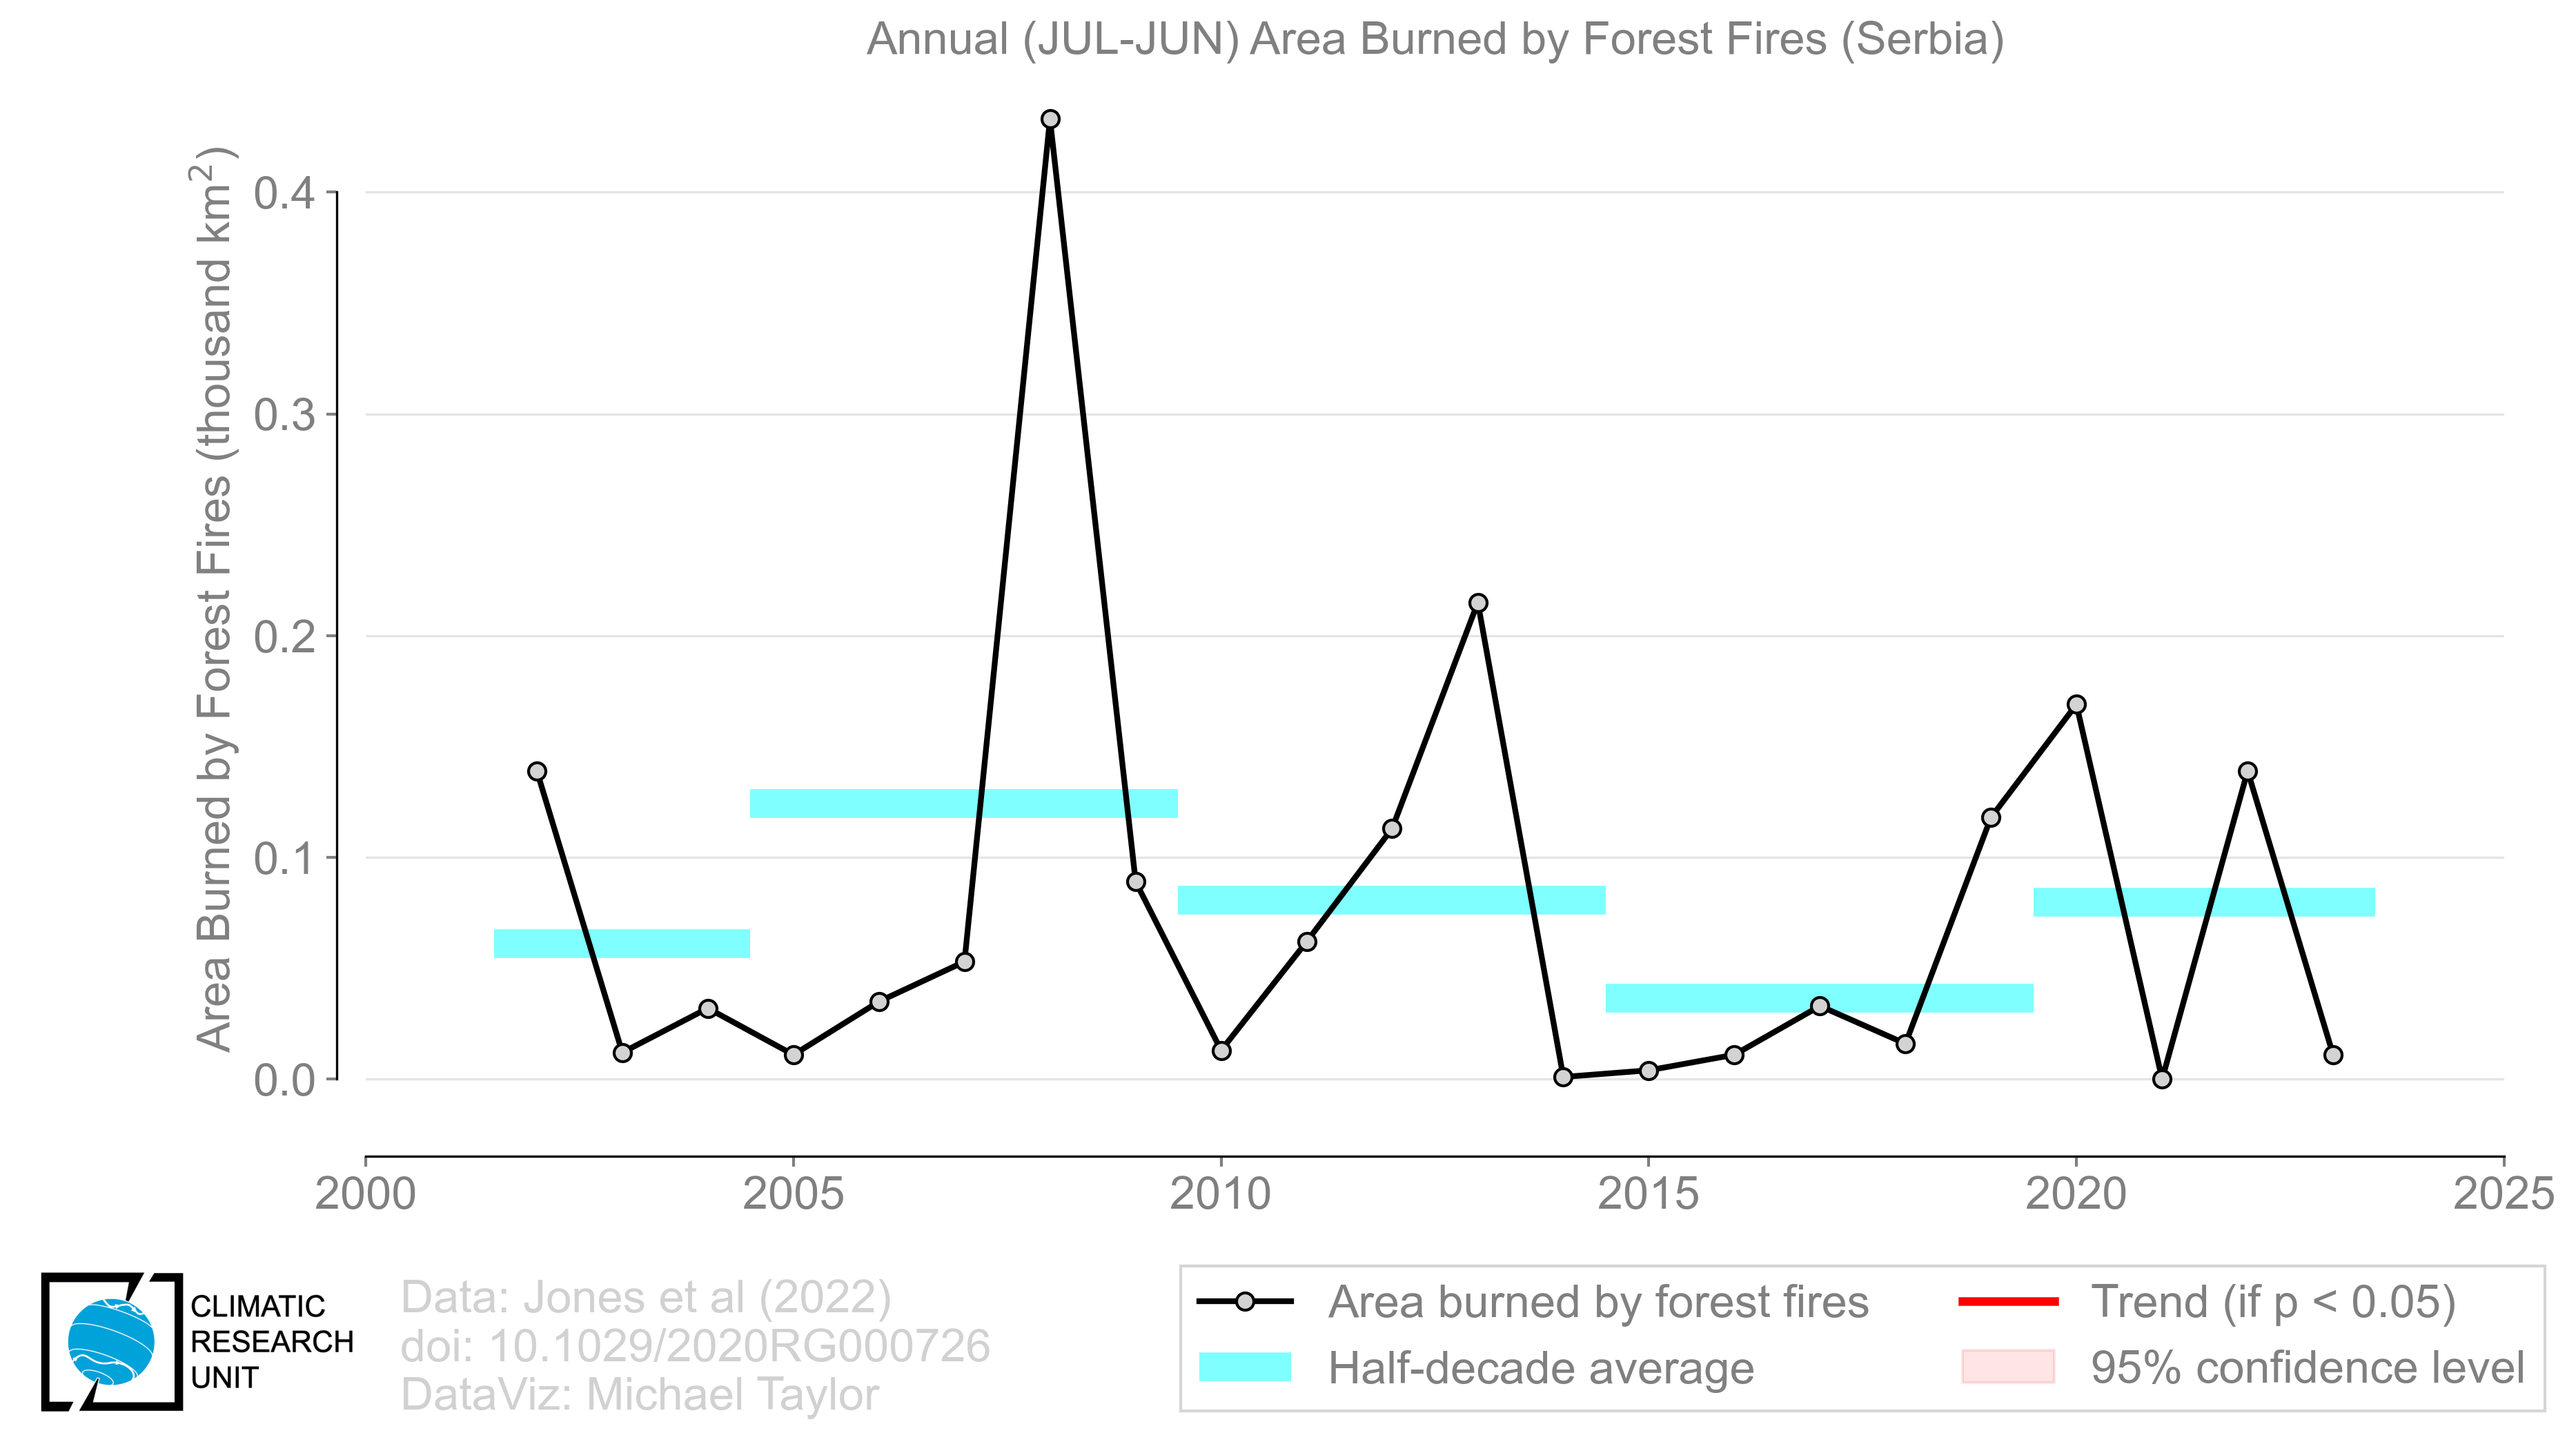 Annual (JUL-JUN) Area Burned by Forest Fires (Serbia)
Area Burned by Forest Fires (thousand km²)
0.4
0.3
0.2
0.1
0.0
2000 2005 2010 2015 2020 2025
CLIMATIC
RESEARCH
UNIT
Data: Jones et al (2022)
doi: 10.1029/2020RG000726
DataViz: Michael Taylor
Area burned by forest fires
Half-decade average
Trend (if p < 0.05)
95% confidence level